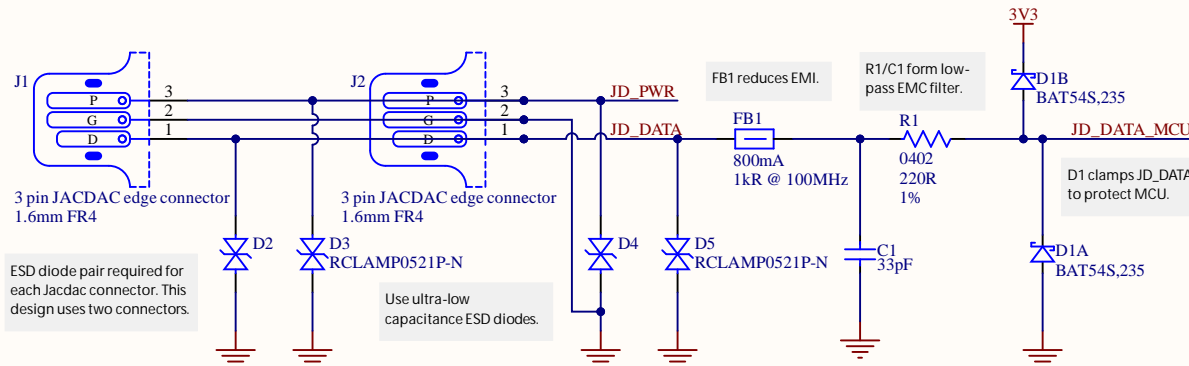 J1
P
G
D
3
2
1
3 pin JACDAC edge connector
1.6mm FR4
J2
P
G
D
3
2
1
3 pin JACDAC edge connector
1.6mm FR4
JD_PWR
JD_DATA
FB1 reduces EMI.
FB1
800mA
1kR @ 100MHz
R1/C1 form low-
pass EMC filter.
R1
0402
220R
1%
3V3
D1B
BAT54S,235
JD_DATA_MCU
D1 clamps JD_DATA
to protect MCU.
D1A
BAT54S,235
C1
33pF
D2
D3
RCLAMP0521P-N
D4
D5
RCLAMP0521P-N
ESD diode pair required for
each Jacdac connector. This
design uses two connectors.
Use ultra-low
capacitance ESD diodes.